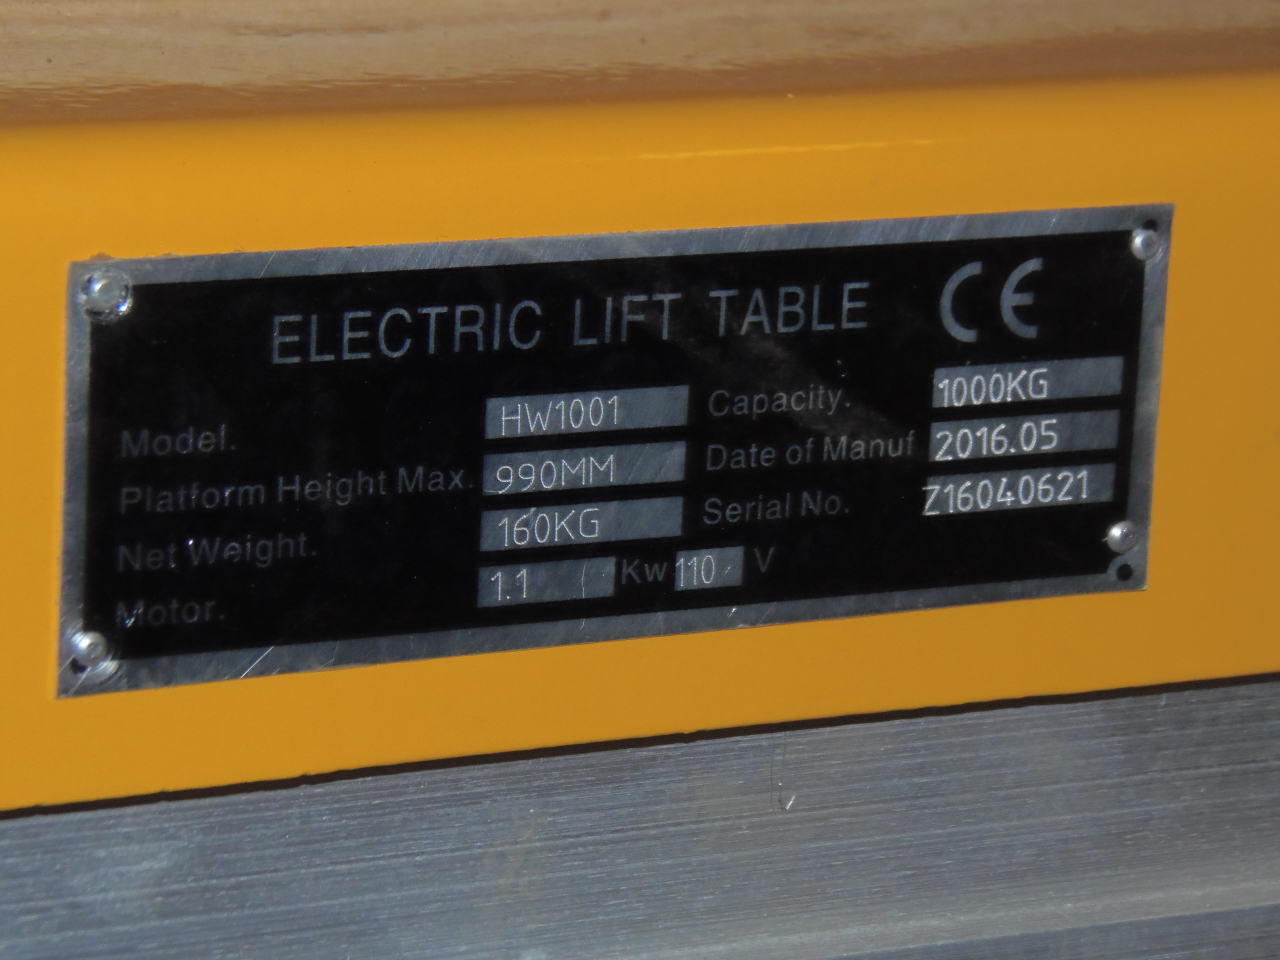 ELECTRIC LIFT TABLE CE
Model. HW1001 Capacity. 1000KG
Platform Height Max. 990MM Date of Manuf 2016.05
Net Weight. 160KG Serial No. Z16040621
Motor. 1.1 Kw 110 V